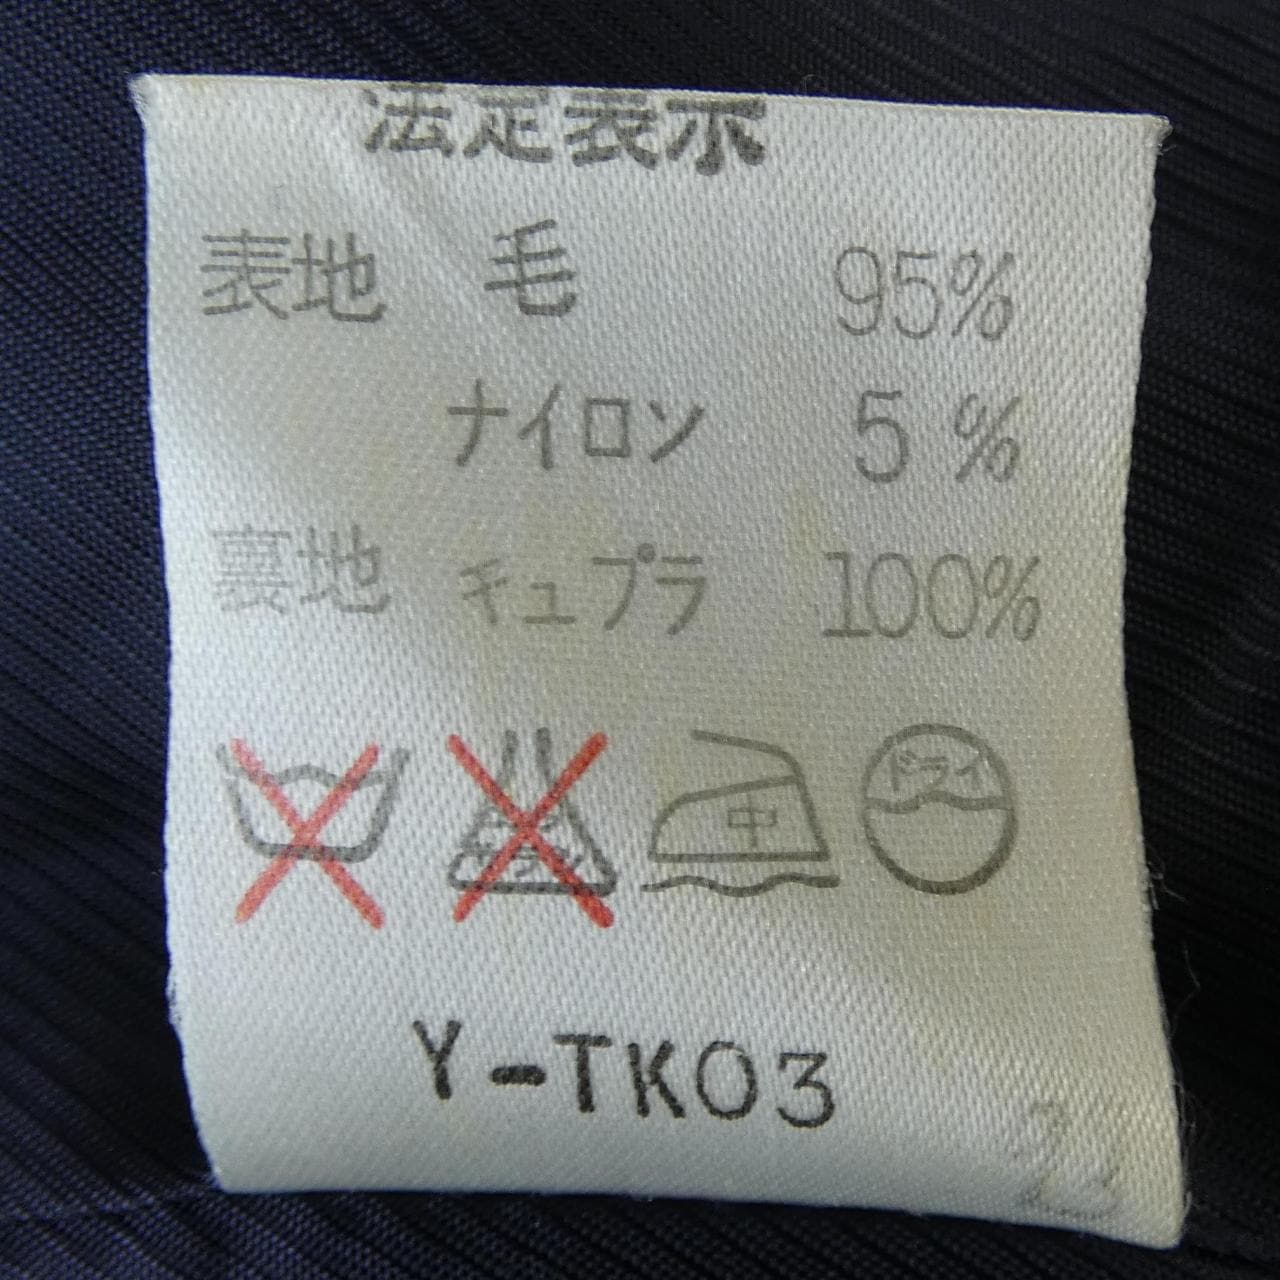 法定表示
表地 毛 95%
ナイロン 5%
裏地 キュプラ 100%
中 ドライ
Y-TK03